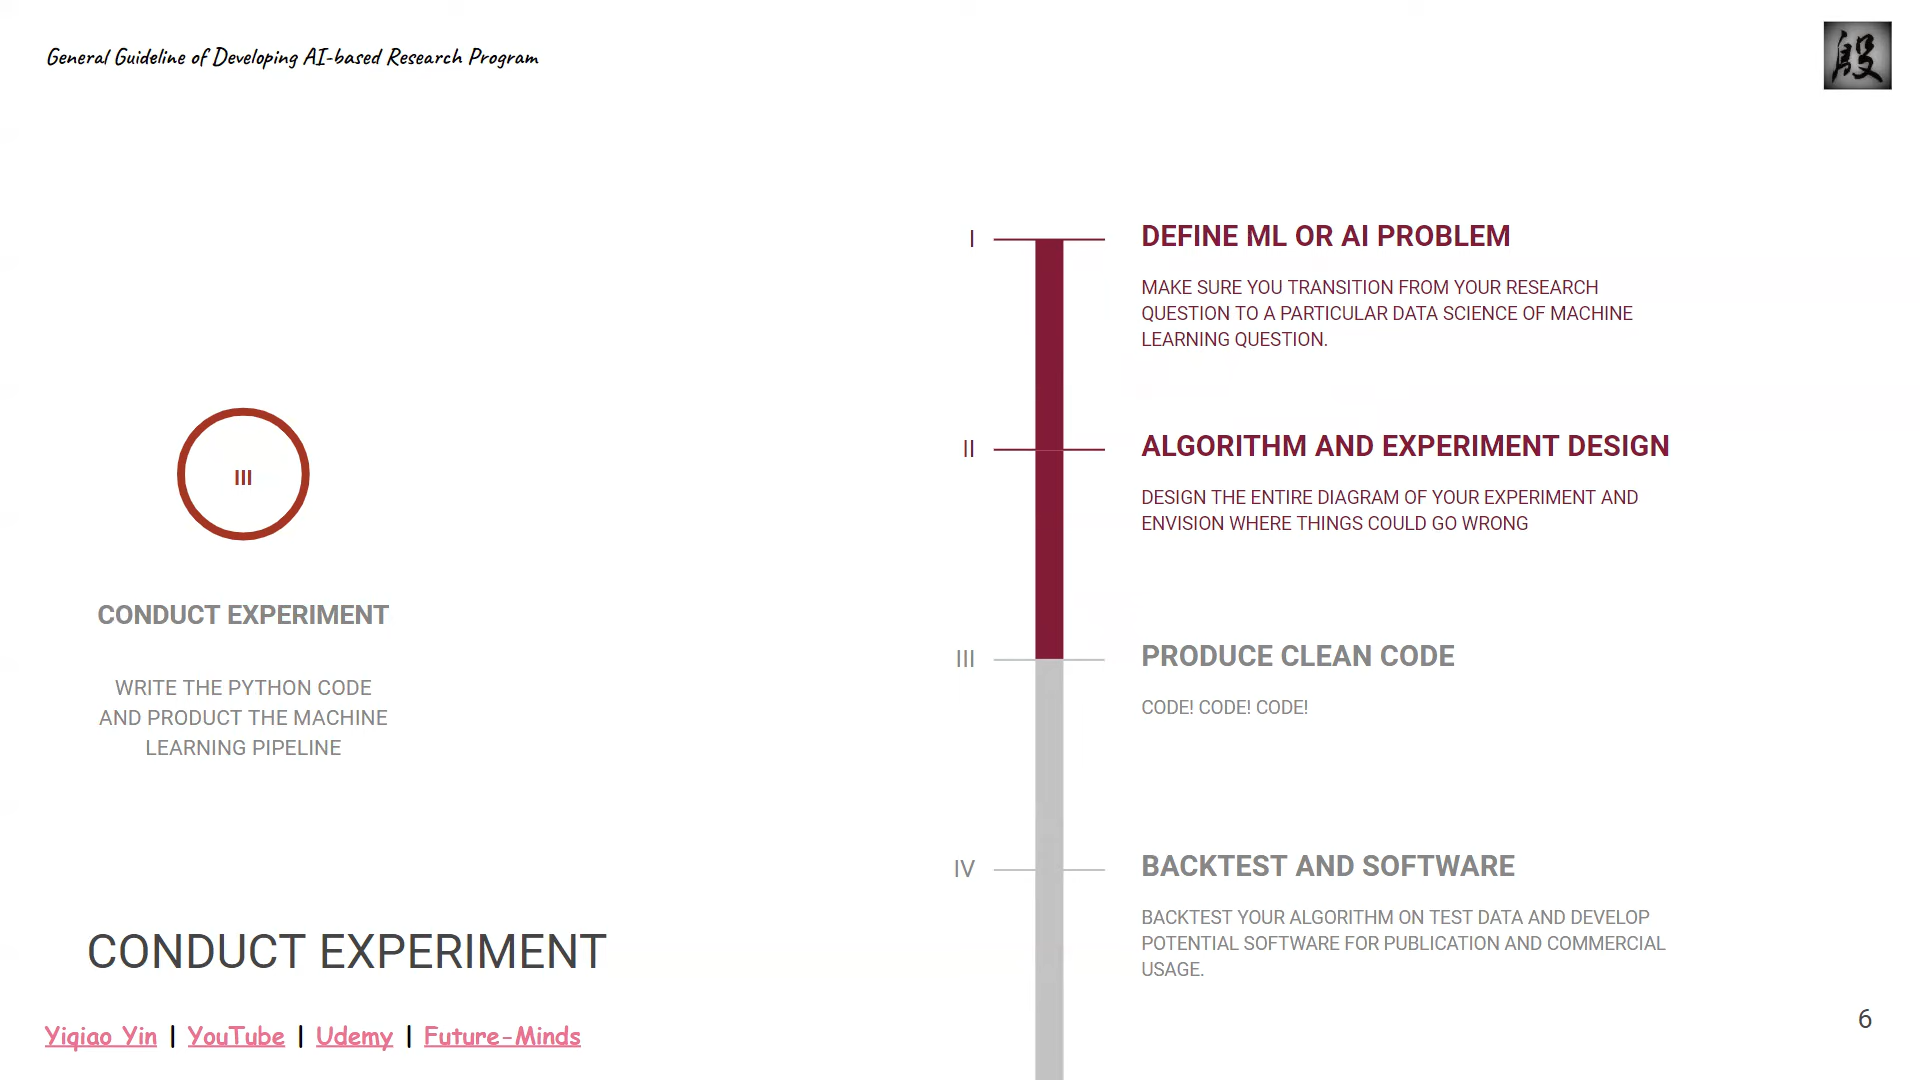 General Guideline of Developing AI-based Research Program
殷
III
CONDUCT EXPERIMENT
WRITE THE PYTHON CODE
AND PRODUCT THE MACHINE
LEARNING PIPELINE
CONDUCT EXPERIMENT
Yiqiao Yin | YouTube | Udemy | Future-Minds
I
DEFINE ML OR AI PROBLEM
MAKE SURE YOU TRANSITION FROM YOUR RESEARCH
QUESTION TO A PARTICULAR DATA SCIENCE OF MACHINE
LEARNING QUESTION.
II
ALGORITHM AND EXPERIMENT DESIGN
DESIGN THE ENTIRE DIAGRAM OF YOUR EXPERIMENT AND
ENVISION WHERE THINGS COULD GO WRONG
III
PRODUCE CLEAN CODE
CODE! CODE! CODE!
IV
BACKTEST AND SOFTWARE
BACKTEST YOUR ALGORITHM ON TEST DATA AND DEVELOP
POTENTIAL SOFTWARE FOR PUBLICATION AND COMMERCIAL
USAGE.
6